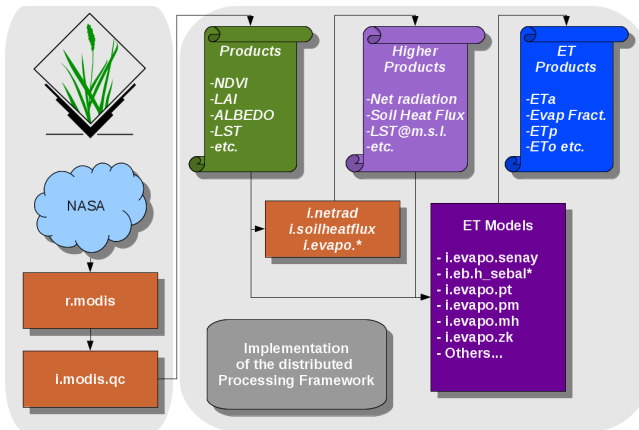 NASA
r.modis
i.modis.qc
Products
-NDVI
-LAI
-ALBEDO
-LST
-etc.
Higher
Products
-Net radiation
-Soil Heat Flux
-LST@m.s.l.
-etc.
ET
Products
-ETa
-Evap Fract.
-ETp
-ETo etc.
i.netrad
i.soilheatflux
i.evapo.*
ET Models
- i.evapo.senay
- i.eb.h_sebal*
- i.evapo.pt
- i.evapo.pm
- i.evapo.mh
- i.evapo.zk
- Others...
Implementation
of the distributed
Processing Framework